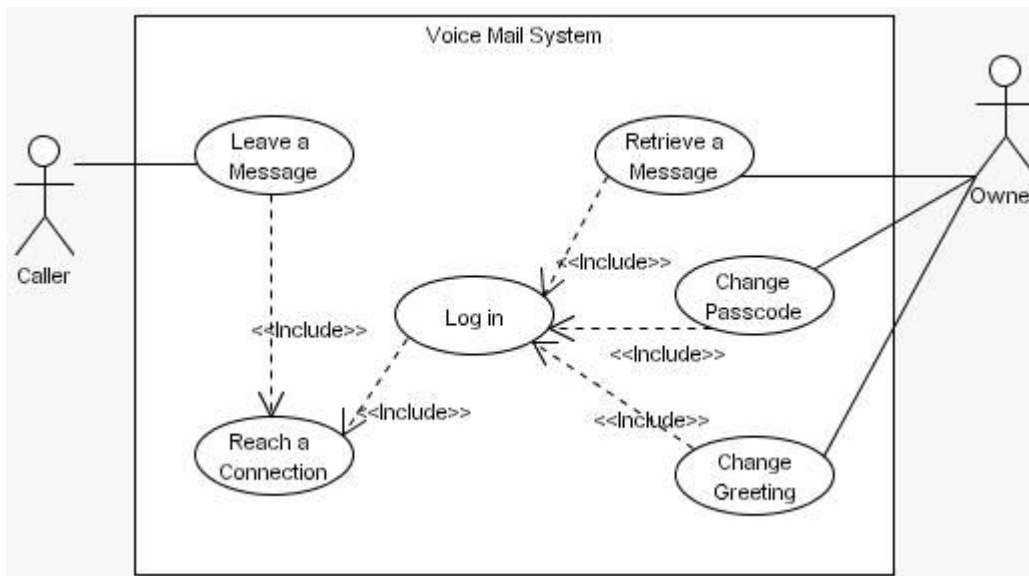 Voice Mail System
Leave a
Message
Retrieve a
Message
Owne
Caller
<<Include>>
Change
Passcode
Log in
<<Include>>
<<Include>>
<<Include>>
<<Include>>
Reach a
Connection
Change
Greeting